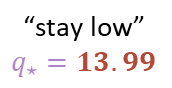 “stay low”
q⋆ = 13.99